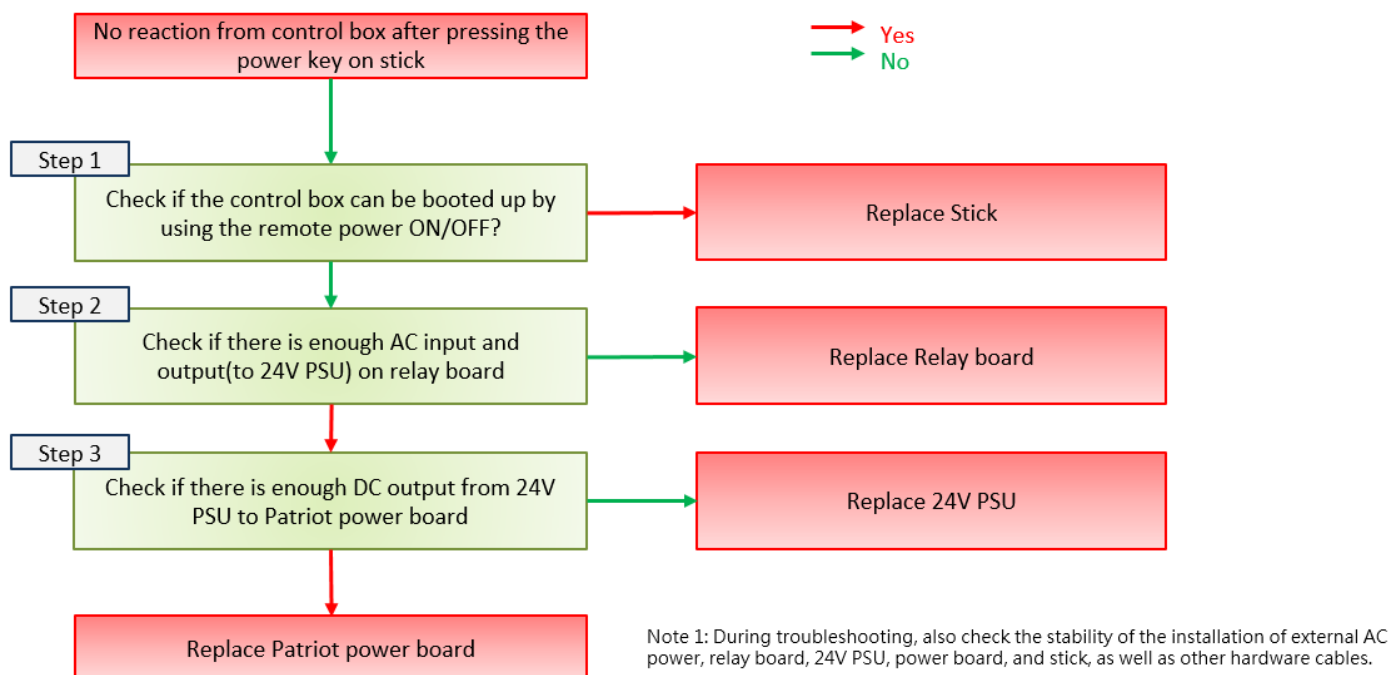 No reaction from control box after pressing the
power key on stick
Yes
No
Step 1
Check if the control box can be booted up by
using the remote power ON/OFF?
Replace Stick
Step 2
Check if there is enough AC input and
output(to 24V PSU) on relay board
Replace Relay board
Step 3
Check if there is enough DC output from 24V
PSU to Patriot power board
Replace 24V PSU
Replace Patriot power board
Note 1: During troubleshooting, also check the stability of the installation of external AC
power, relay board, 24V PSU, power board, and stick, as well as other hardware cables.